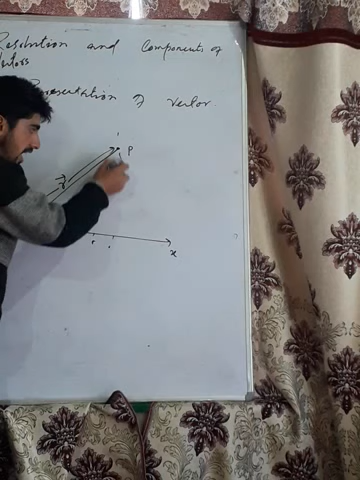 Resolution and Components of
Vectors
Representation of Vector.
P
r
x